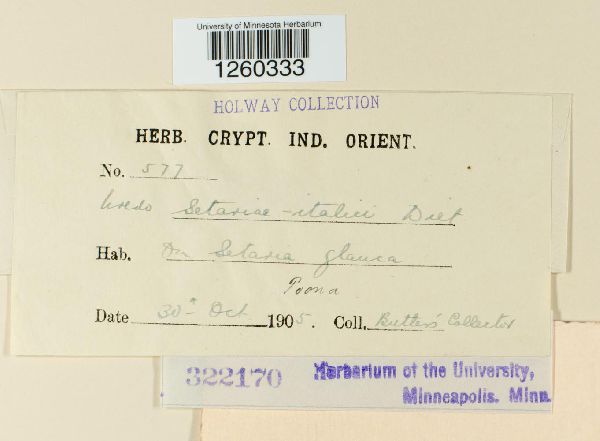 University of Minnesota Herbarium
1260333
HOLWAY COLLECTION
HERB. CRYPT. IND. ORIENT.
No. 577
Uredo Setariae-italici Diet
Hab. On Setaria glauca
Poona
Date 30th Oct 1905. Coll. Butler's Collector
322170 Herbarium of the University,
Minneapolis. Minn.